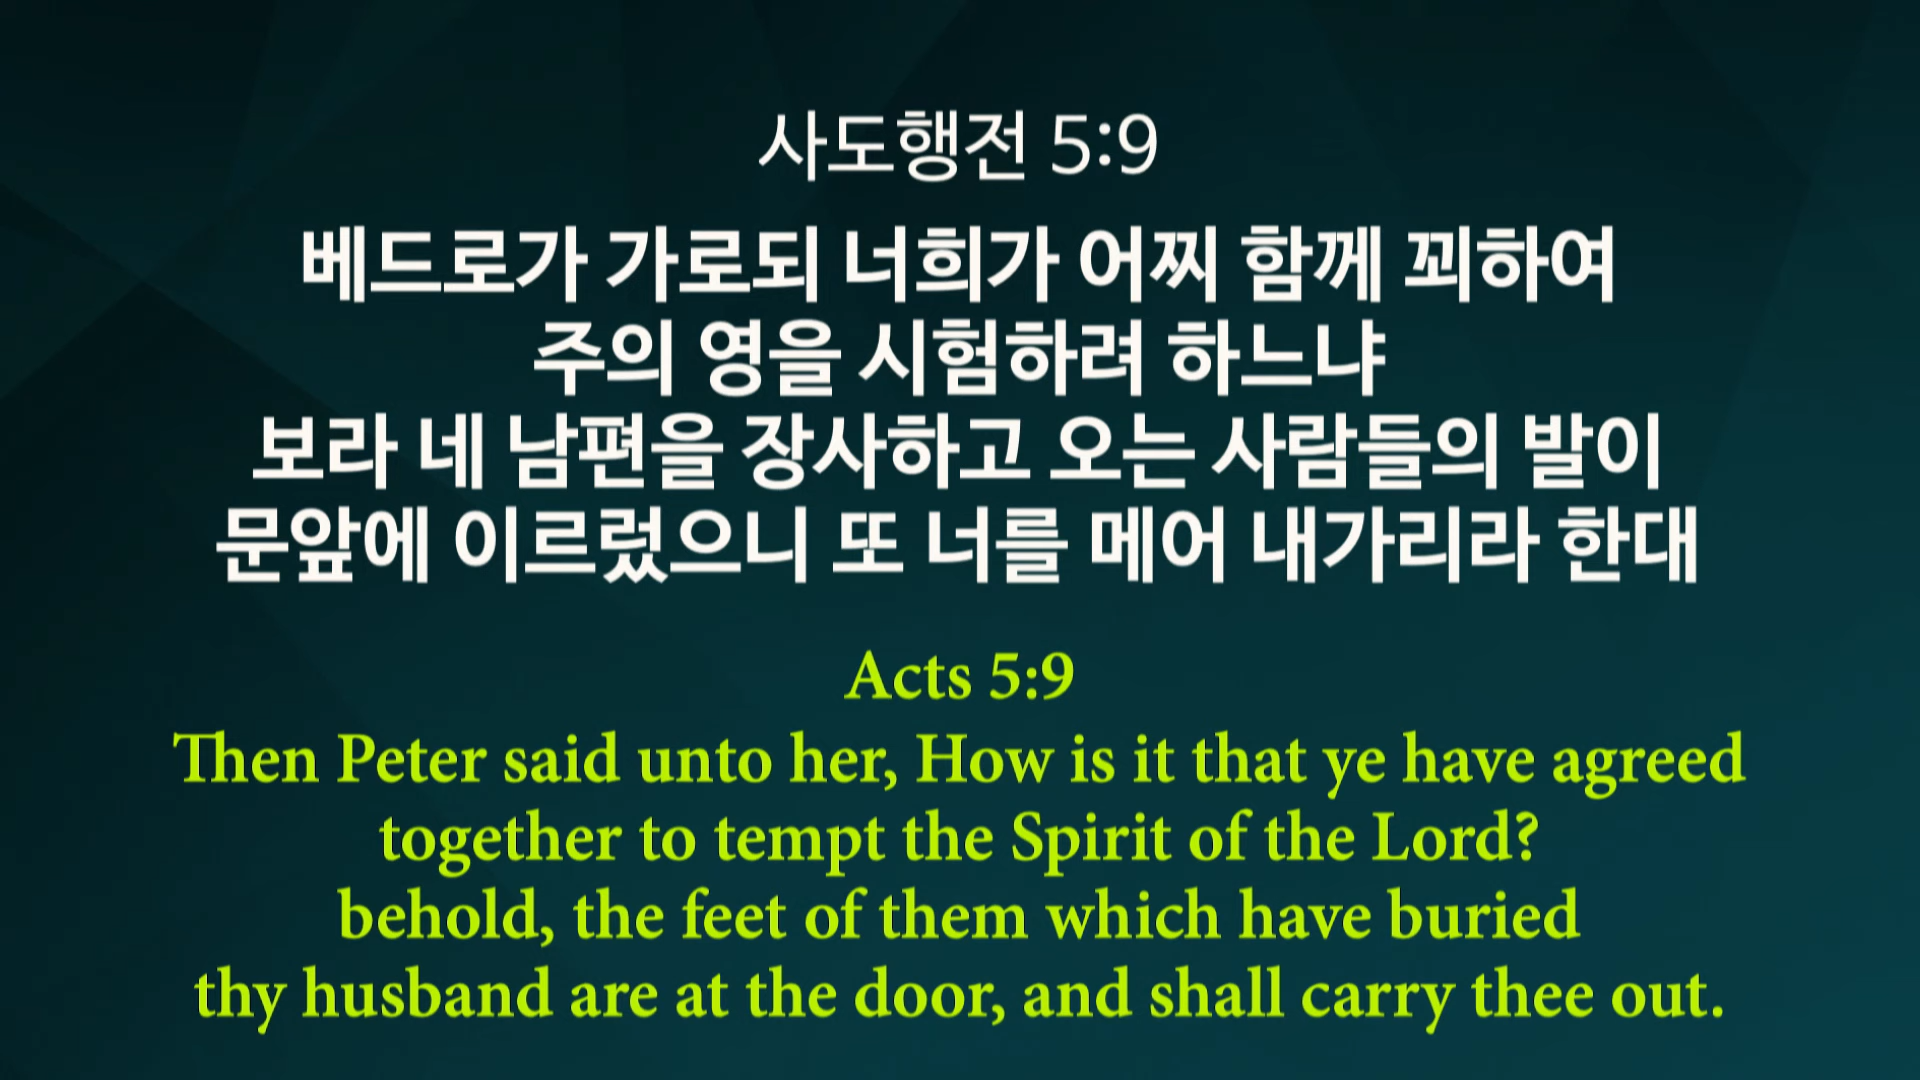 사도행전 5:9
베드로가 가로되 너희가 어찌 함께 꾀하여
주의 영을 시험하려 하느냐
보라 네 남편을 장사하고 오는 사람들의 발이
문앞에 이르렀으니 또 너를 메어 내가리라 한대
Acts 5:9
Then Peter said unto her, How is it that ye have agreed
together to tempt the Spirit of the Lord?
behold, the feet of them which have buried
thy husband are at the door, and shall carry thee out.